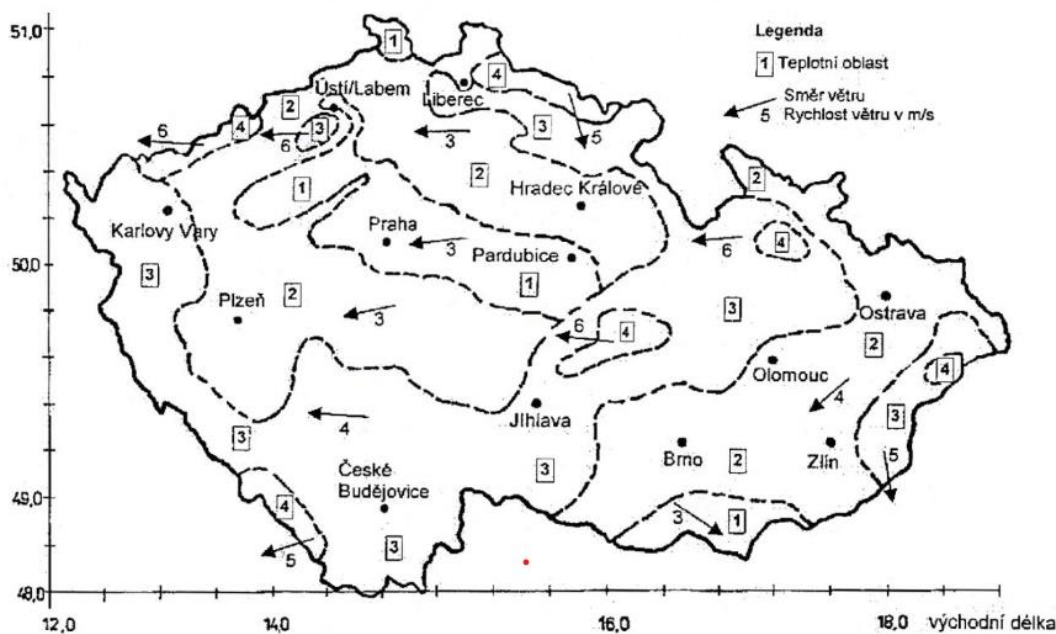 51,0
50,0
49,0
48,0
12,0
14,0
16,0
18,0
východní délka
Legenda
1 Teplotní oblast
Směr větru
5 Rychlost větru v m/s
1
4
Ústí/Labem
Liberec
2
4
3
3
5
6
6
3
2
2
1
Hradec Králové
Karlovy Vary
Praha
3
Pardubice
6
4
3
2
1
3
Plzeň
3
6
4
Ostrava
2
4
Olomouc
4
3
Jihlava
4
3
3
Brno
2
Zlín
5
České
Budějovice
4
3
1
5
3